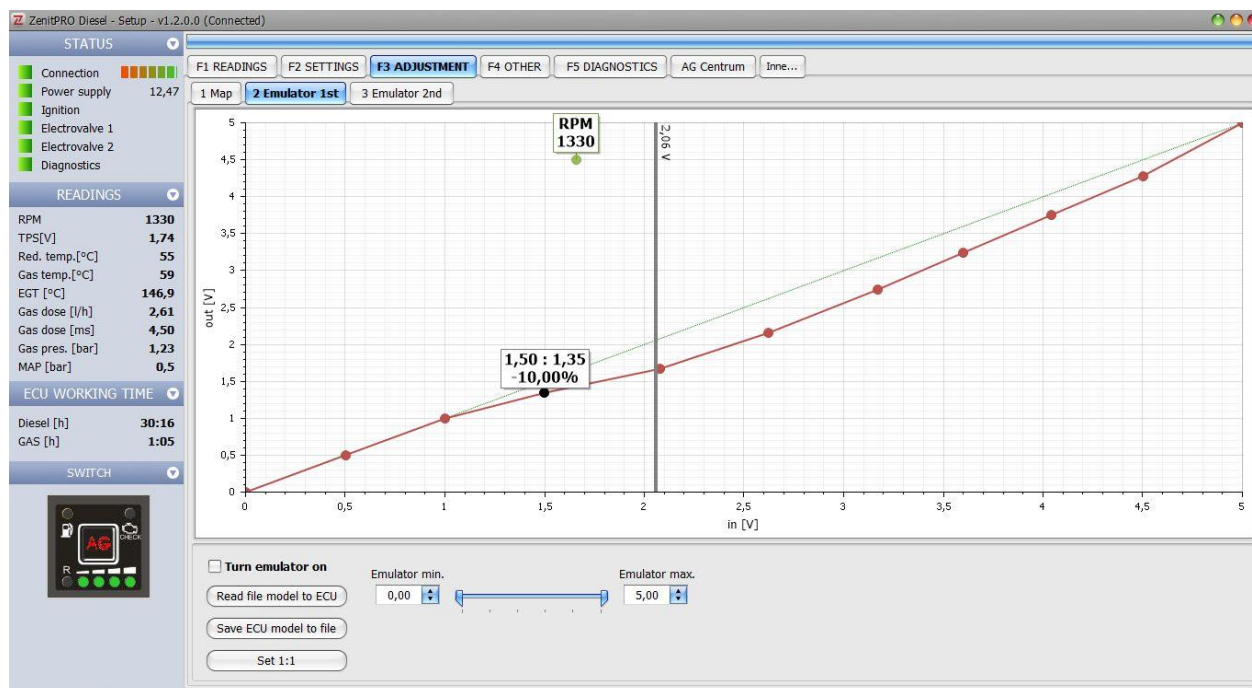 ZenitPRO Diesel - Setup - v1.2.0.0 (Connected)
STATUS
Connection
Power supply 12,47
Ignition
Electrovalve 1
Electrovalve 2
Diagnostics
READINGS
RPM 1330
TPS[V] 1,74
Red. temp.[°C] 55
Gas temp.[°C] 59
EGT [°C] 146,9
Gas dose [l/h] 2,61
Gas dose [ms] 4,50
Gas pres. [bar] 1,23
MAP [bar] 0,5
ECU WORKING TIME
Diesel [h] 30:16
GAS [h] 1:05
SWITCH
AG
CHECK
R
F1 READINGS F2 SETTINGS F3 ADJUSTMENT F4 OTHER F5 DIAGNOSTICS AG Centrum Inne...
1 Map 2 Emulator 1st 3 Emulator 2nd
5
4,5
4
3,5
3
2,5
2
1,5
1
0,5
0
out [V]
RPM
1330
2,06 V
1,50 : 1,35
-10,00%
0 0,5 1 1,5 2 2,5 3 3,5 4 4,5 5
in [V]
Turn emulator on
Read file model to ECU
Save ECU model to file
Set 1:1
Emulator min.
0,00
Emulator max.
5,00